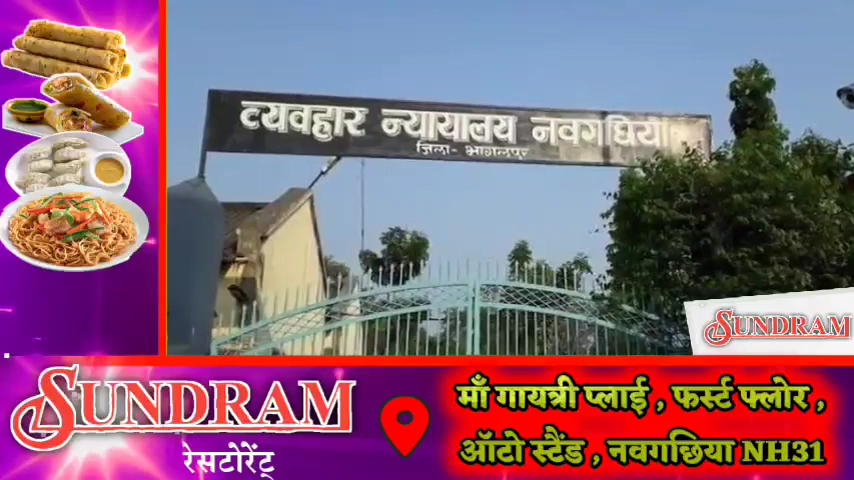 व्यवहार न्यायालय नवगछिया
जिला - भागलपुर
SUNDRAM
SUNDRAM
रेसटोरेंट्
माँ गायत्री प्लाई , फर्स्ट फ्लोर ,
ऑटो स्टैंड , नवगछिया NH31